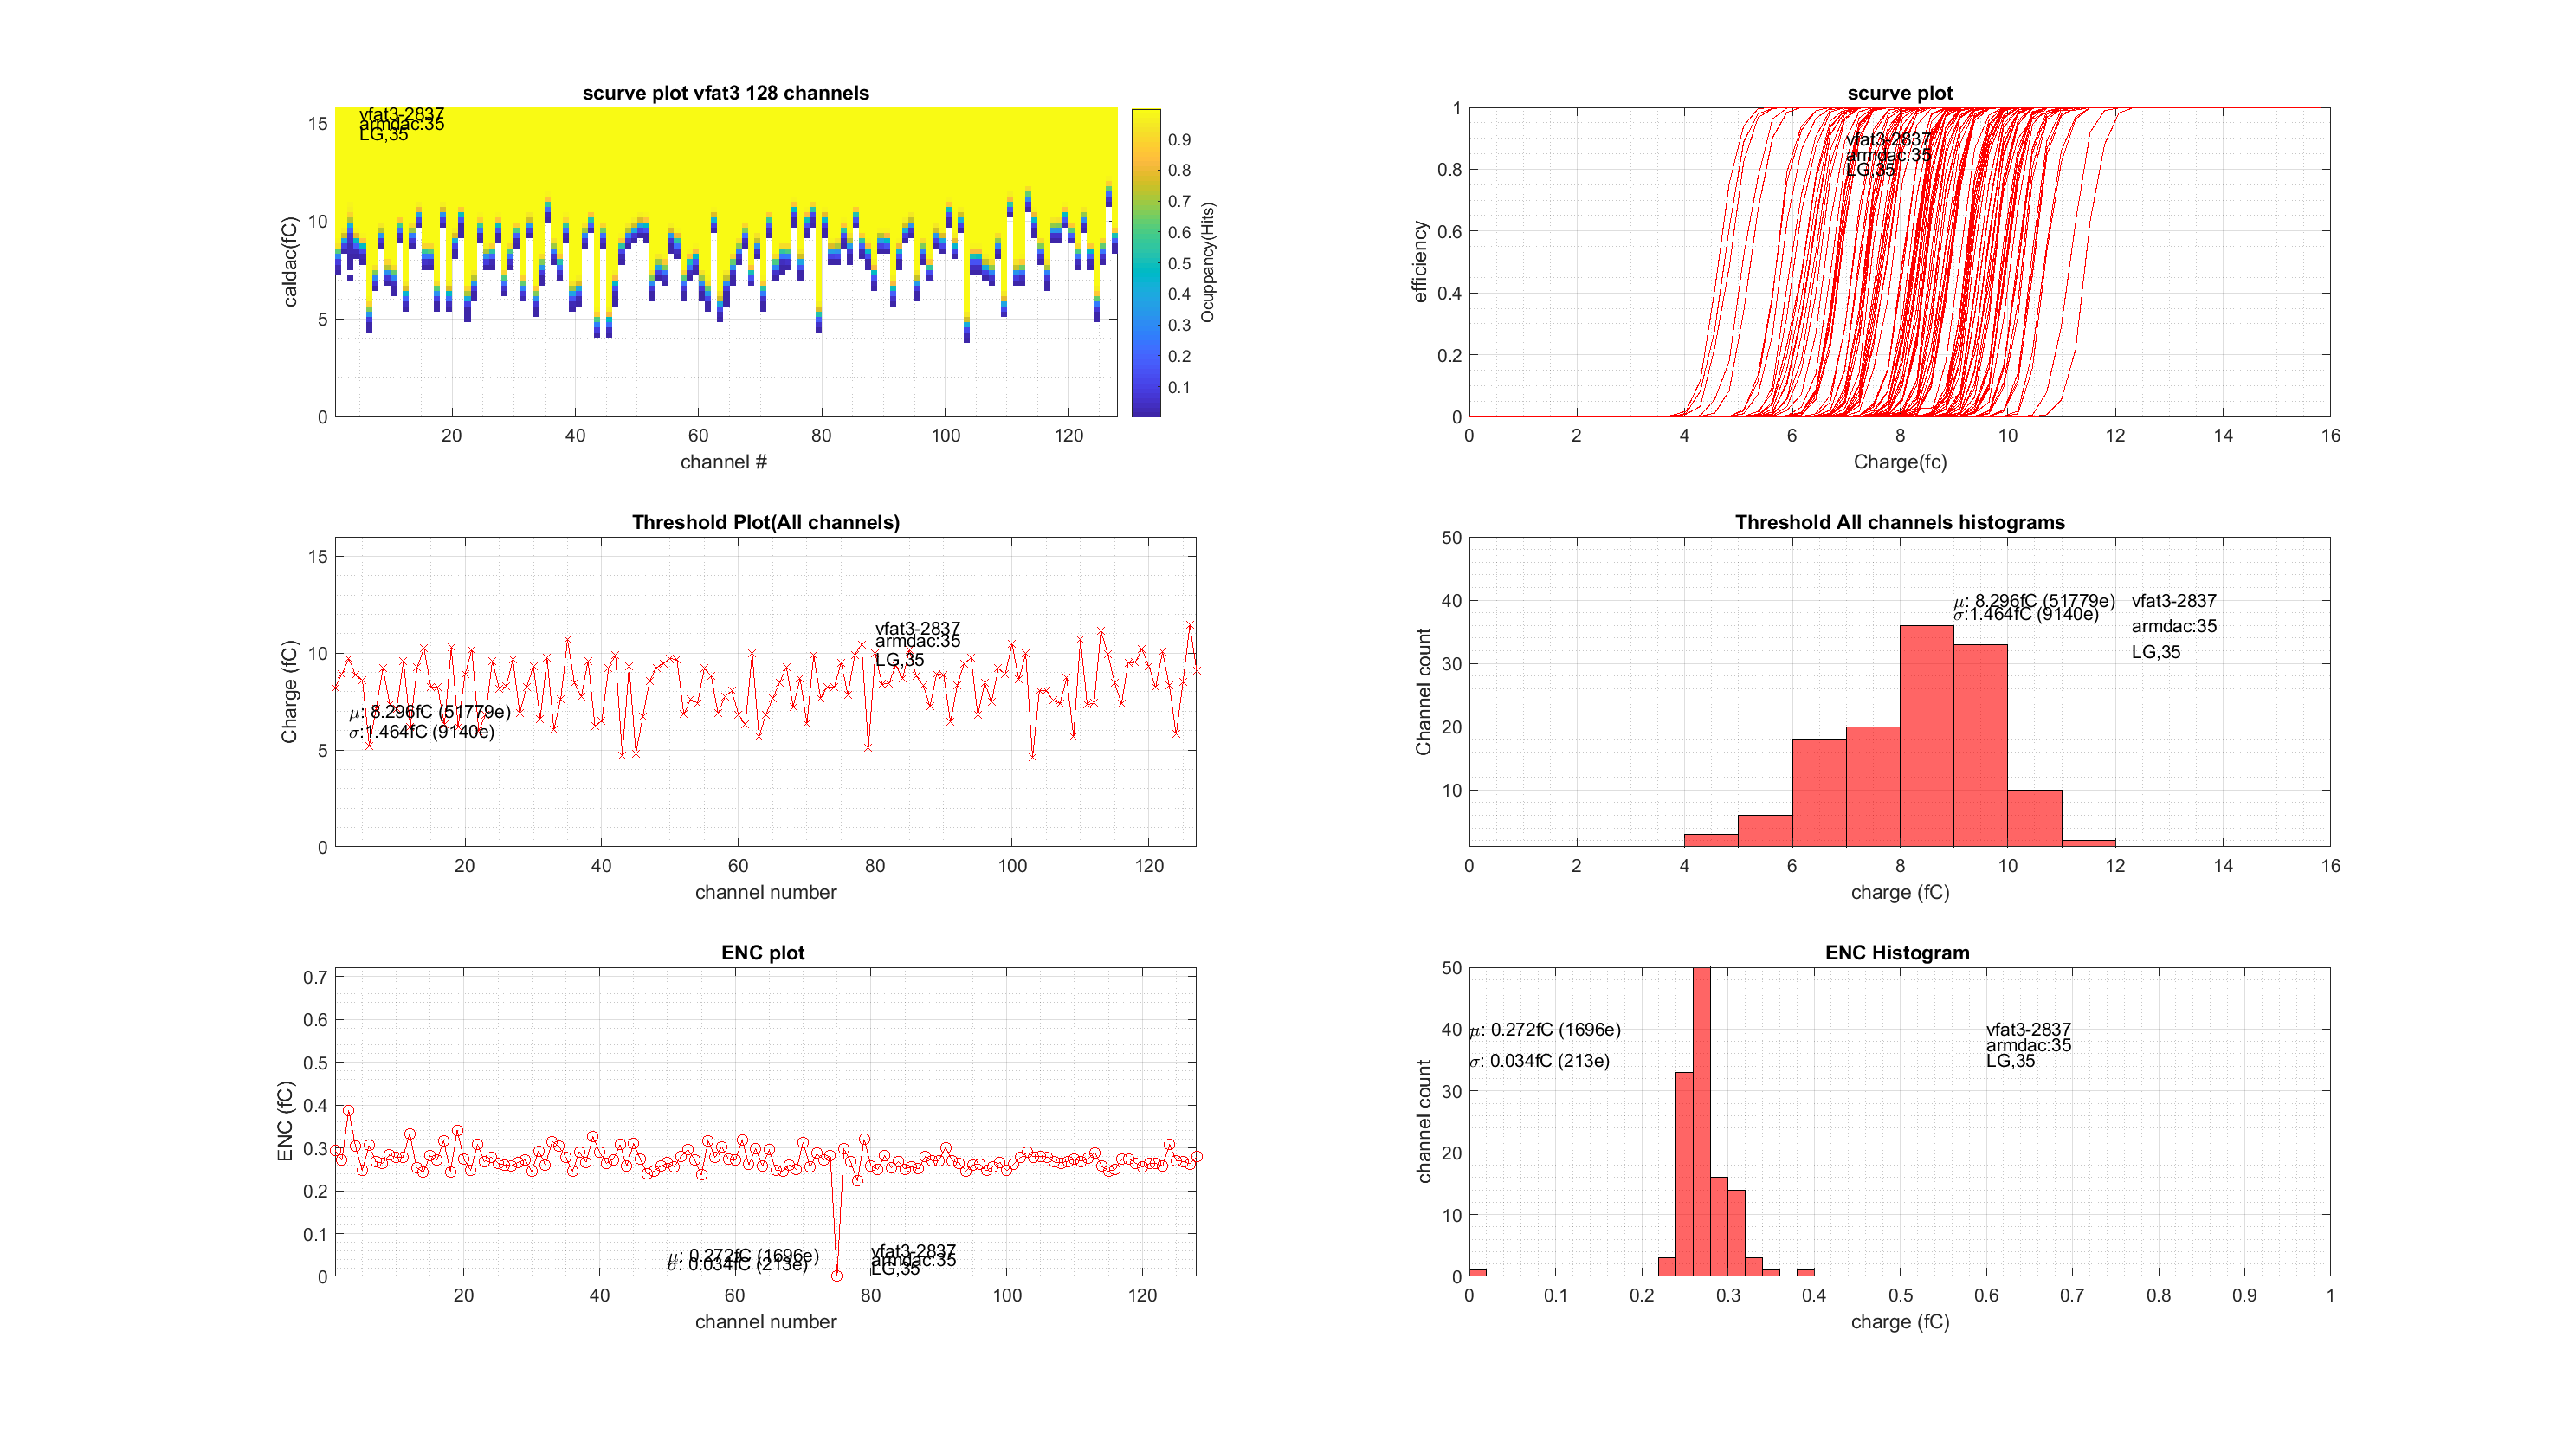 scurve plot vfat3 128 channels
vfat3-2837
armdac:35
LG,35
caldac(fC)
15
10
5
0
20 40 60 80 100 120
channel #
0.9
0.8
0.7
0.6
0.5
0.4
0.3
0.2
0.1
Ocuppancy(Hits)
scurve plot
vfat3-2837
armdac:35
LG,35
efficiency
1
0.8
0.6
0.4
0.2
0
0 2 4 6 8 10 12 14 16
Charge(fc)
Threshold Plot(All channels)
vfat3-2837
armdac:35
LG,35
μ: 8.296fC (51779e)
σ:1.464fC (9140e)
Charge (fC)
15
10
5
0
20 40 60 80 100 120
channel number
Threshold All channels histograms
μ: 8.296fC (51779e)
σ:1.464fC (9140e)
vfat3-2837
armdac:35
LG,35
Channel count
50
40
30
20
10
0 2 4 6 8 10 12 14 16
charge (fC)
ENC plot
ENC (fC)
0.7
0.6
0.5
0.4
0.3
0.2
0.1
0
μ: 0.272fC (1696e)
σ: 0.034fC (213e)
vfat3-2837
armdac:35
LG,35
20 40 60 80 100 120
channel number
ENC Histogram
μ: 0.272fC (1696e)
σ: 0.034fC (213e)
vfat3-2837
armdac:35
LG,35
channel count
50
40
30
20
10
0
0 0.1 0.2 0.3 0.4 0.5 0.6 0.7 0.8 0.9 1
charge (fC)